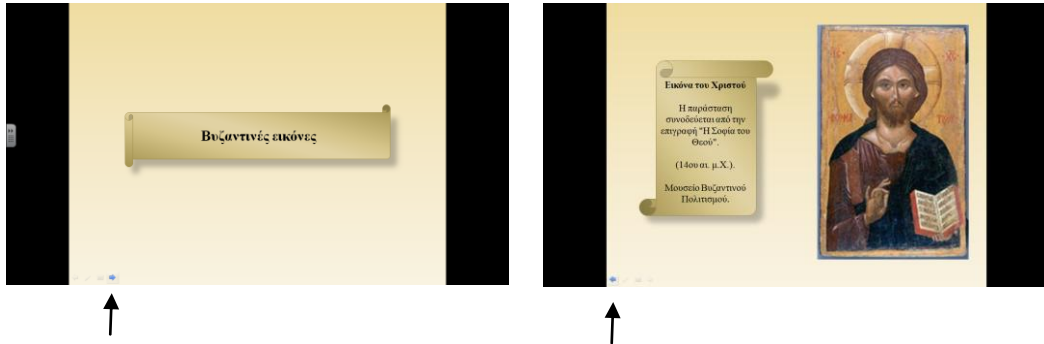 Βυζαντινές εικόνες
Εικόνα του Χριστού
Η παράσταση
συνοδεύεται από την
επιγραφή "Η Σοφία του
Θεού".
(14ου αι. μ.Χ.).
Μουσείο Βυζαντινού
Πολιτισμού.